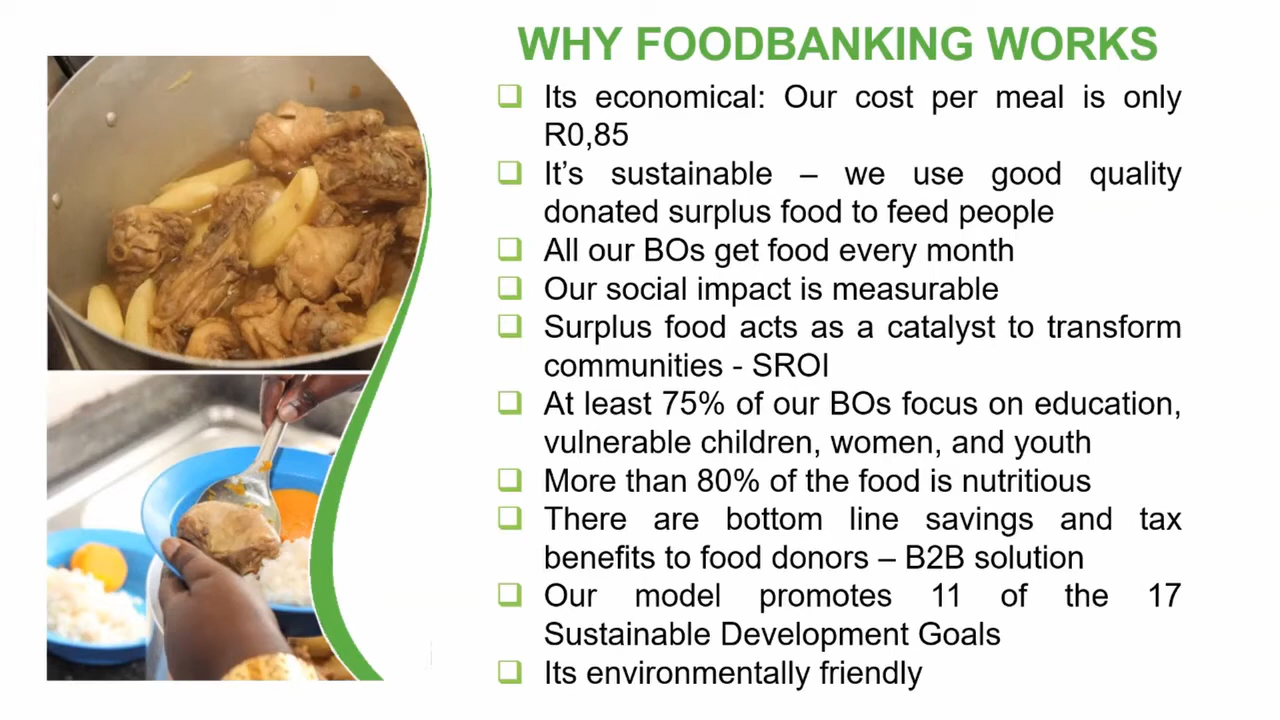 WHY FOODBANKING WORKS
Its economical: Our cost per meal is only
R0,85
It’s sustainable – we use good quality
donated surplus food to feed people
All our BOs get food every month
Our social impact is measurable
Surplus food acts as a catalyst to transform
communities - SROI
At least 75% of our BOs focus on education,
vulnerable children, women, and youth
More than 80% of the food is nutritious
There are bottom line savings and tax
benefits to food donors – B2B solution
Our model promotes 11 of the 17
Sustainable Development Goals
Its environmentally friendly